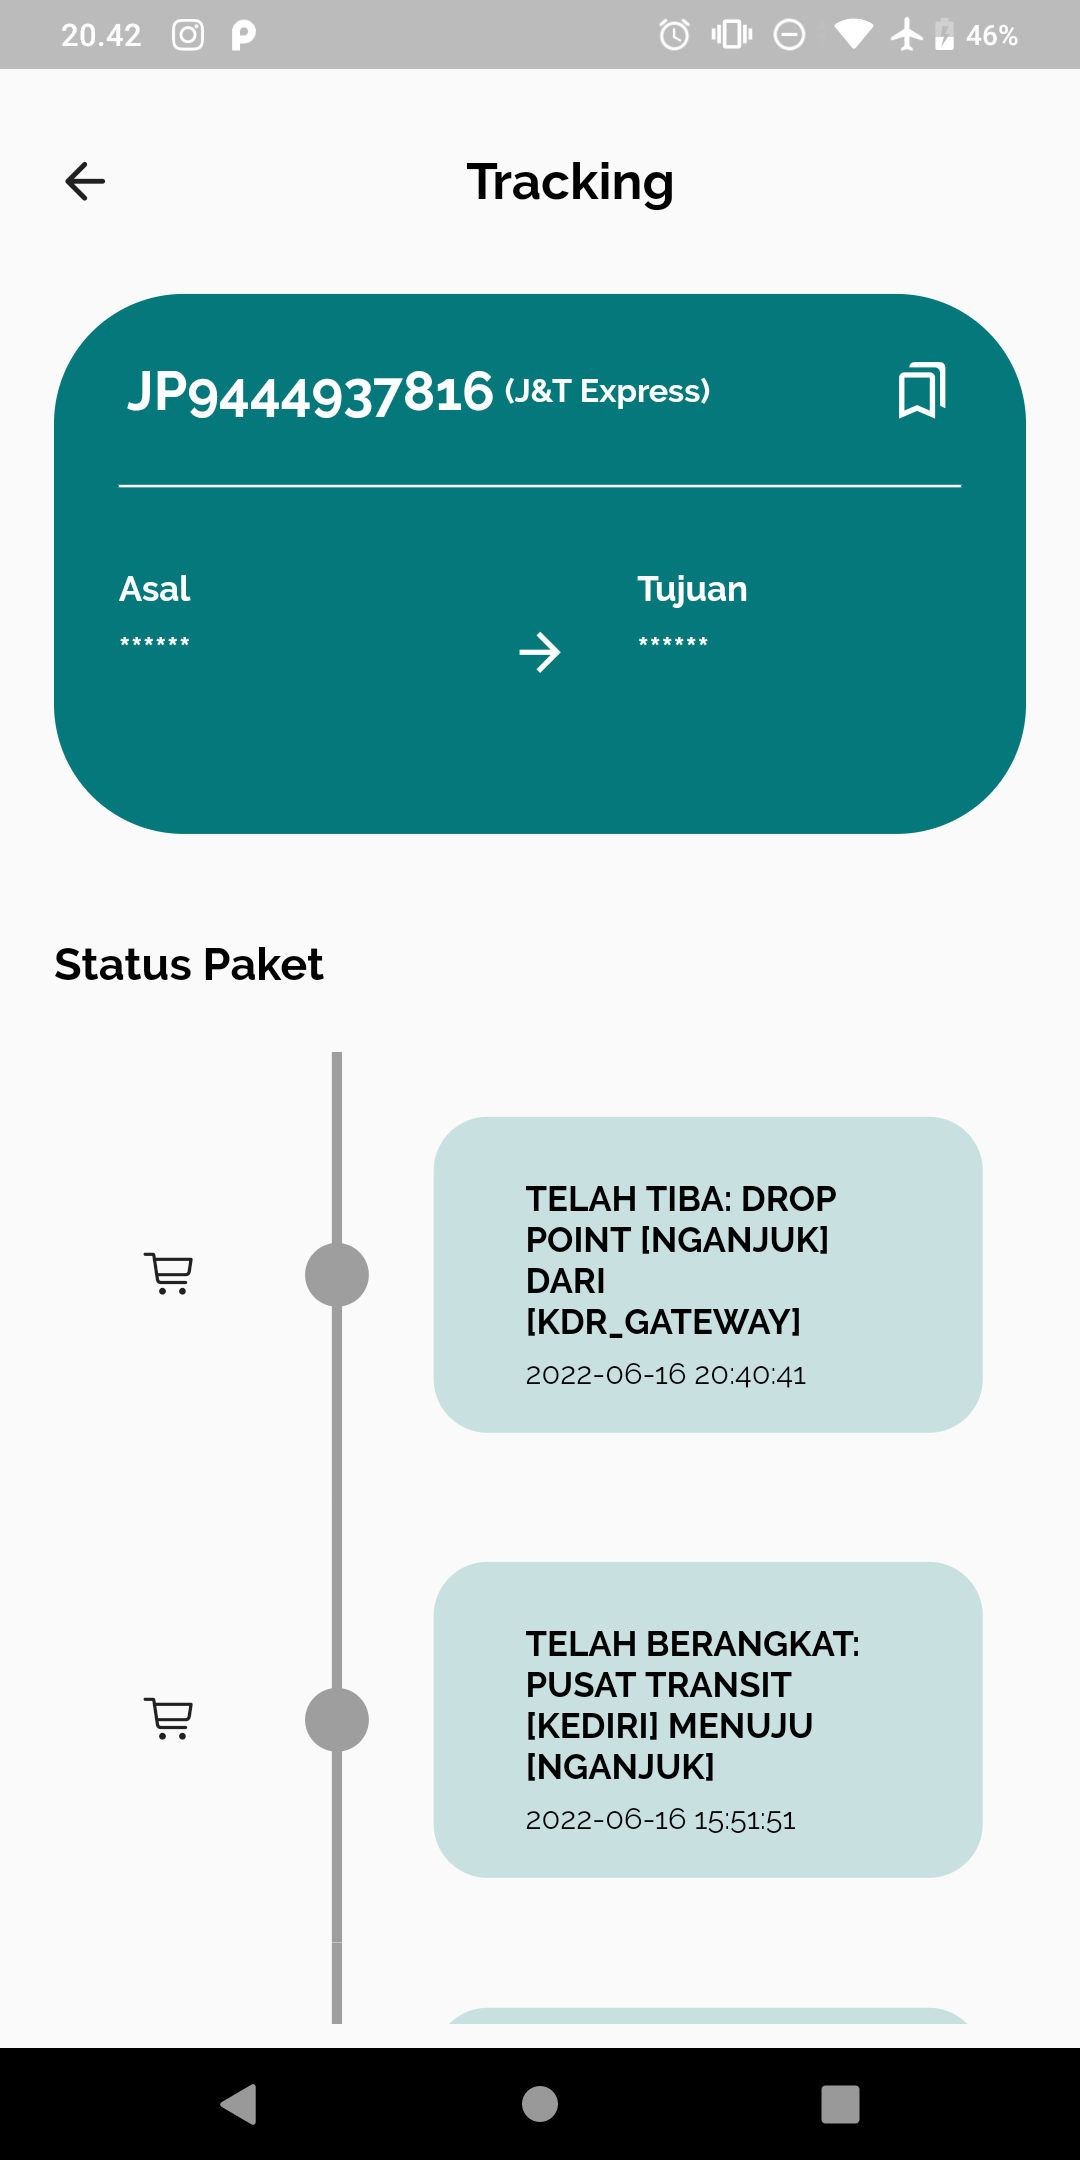 20.42
46%
Tracking
JP9444937816 (J&T Express)
Asal
Tujuan
******
******
Status Paket
TELAH TIBA: DROP
POINT [NGANJUK]
DARI
[KDR_GATEWAY]
2022-06-16 20:40:41
TELAH BERANGKAT:
PUSAT TRANSIT
[KEDIRI] MENUJU
[NGANJUK]
2022-06-16 15:51:51